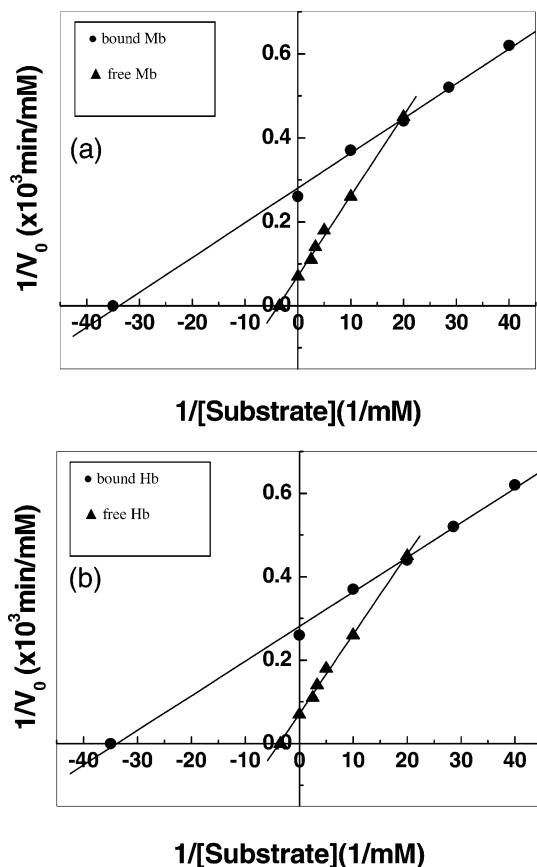 bound Mb
free Mb
(a)
1/V0 (x10³min/mM)
0.6
0.4
0.2
0.0
-40 -30 -20 -10 0 10 20 30 40
1/[Substrate](1/mM)
bound Hb
free Hb
(b)
1/V0 (x10³min/mM)
0.6
0.4
0.2
0.0
-40 -30 -20 -10 0 10 20 30 40
1/[Substrate](1/mM)